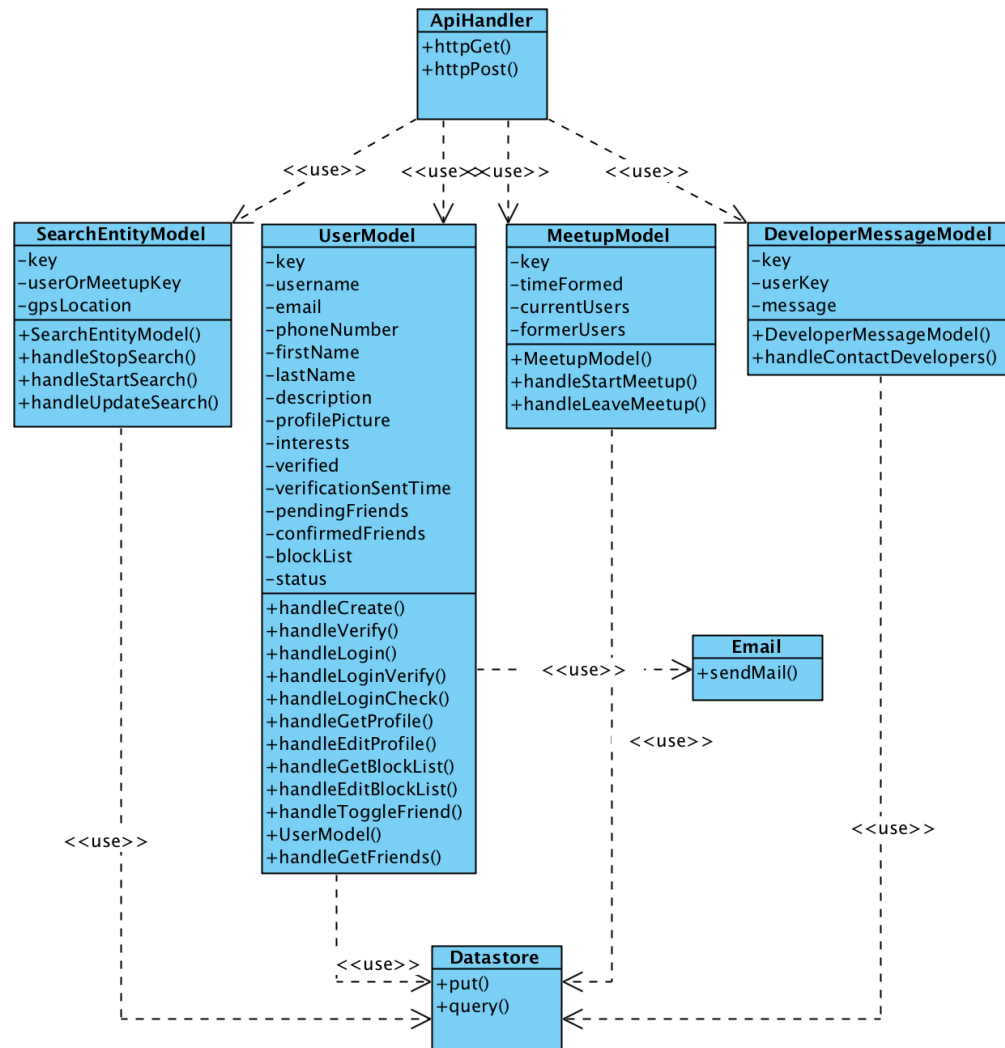 ApiHandler
+httpGet()
+httpPost()
<<use>>
<<use>>
<<use>>
<<use>>
SearchEntityModel
-key
-userOrMeetupKey
-gpsLocation
+SearchEntityModel()
+handleStopSearch()
+handleStartSearch()
+handleUpdateSearch()
UserModel
-key
-username
-email
-phoneNumber
-firstName
-lastName
-description
-profilePicture
-interests
-verified
-verificationSentTime
-pendingFriends
-confirmedFriends
-blockList
-status
+handleCreate()
+handleVerify()
+handleLogin()
+handleLoginVerify()
+handleLoginCheck()
+handleGetProfile()
+handleEditProfile()
+handleGetBlockList()
+handleEditBlockList()
+handleToggleFriend()
+UserModel()
+handleGetFriends()
MeetupModel
-key
-timeFormed
-currentUsers
-formerUsers
+MeetupModel()
+handleStartMeetup()
+handleLeaveMeetup()
DeveloperMessageModel
-key
-userKey
-message
+DeveloperMessageModel()
+handleContactDevelopers()
<<use>>
Email
+sendMail()
<<use>>
<<use>>
<<use>>
<<use>>
Datastore
+put()
+query()